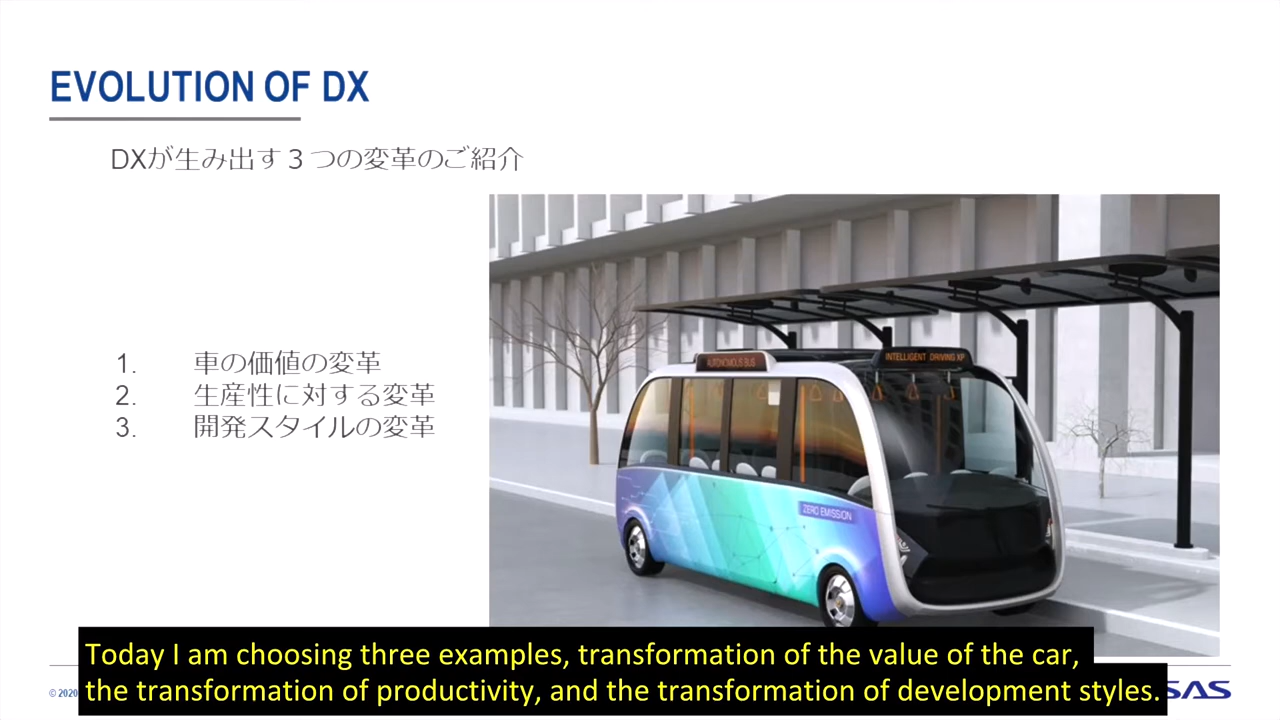 EVOLUTION OF DX
DXが生み出す３つの変革のご紹介
1. 車の価値の変革
2. 生産性に対する変革
3. 開発スタイルの変革
AUTONOMOUS BUS
INTELLIGENT DRIVING XP
ZERO EMISSION
Today I am choosing three examples, transformation of the value of the car,
the transformation of productivity, and the transformation of development styles.
© 2020